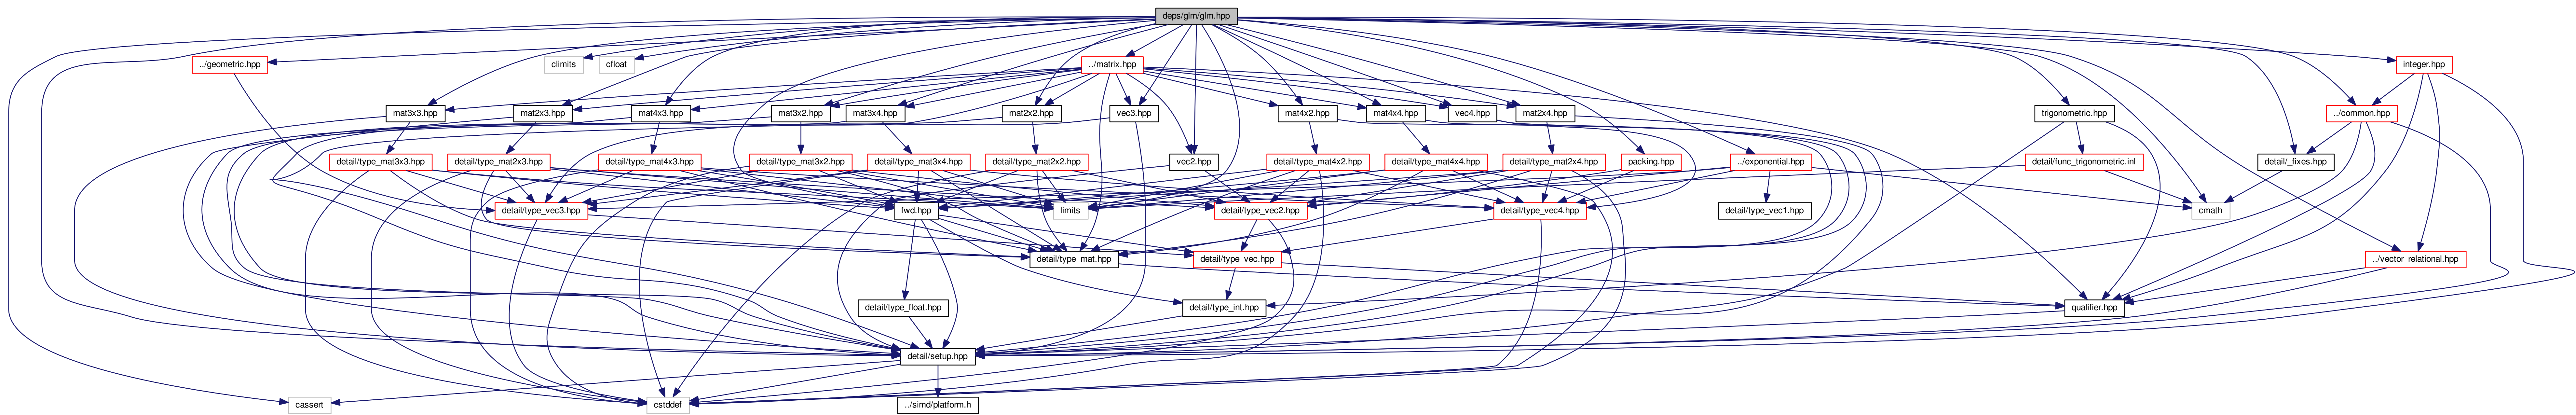 deps/glm/glm.hpp
../geometric.hpp
climits
cfloat
../matrix.hpp
integer.hpp
mat3x3.hpp
mat2x3.hpp
mat4x3.hpp
mat3x2.hpp
mat3x4.hpp
mat2x2.hpp
vec3.hpp
mat4x2.hpp
mat4x4.hpp
vec4.hpp
mat2x4.hpp
trigonometric.hpp
../common.hpp
detail/type_mat3x3.hpp
detail/type_mat2x3.hpp
detail/type_mat4x3.hpp
detail/type_mat3x2.hpp
detail/type_mat3x4.hpp
detail/type_mat2x2.hpp
vec2.hpp
detail/type_mat4x2.hpp
detail/type_mat4x4.hpp
detail/type_mat2x4.hpp
packing.hpp
../exponential.hpp
detail/func_trigonometric.inl
detail/_fixes.hpp
detail/type_vec3.hpp
fwd.hpp
limits
detail/type_vec2.hpp
detail/type_vec4.hpp
detail/type_vec1.hpp
cmath
detail/type_mat.hpp
detail/type_vec.hpp
../vector_relational.hpp
detail/type_float.hpp
detail/type_int.hpp
qualifier.hpp
detail/setup.hpp
cassert
cstddef
../simd/platform.h